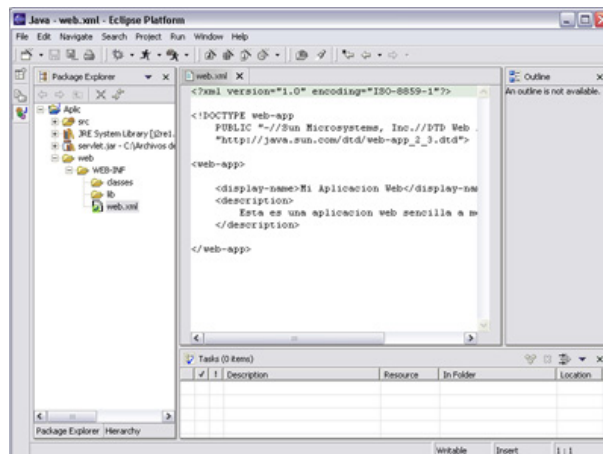 Java - web.xml - Eclipse Platform
File Edit Navigate Search Project Run Window Help
Package Explorer
Aplic
src
JRE System Library [j2re1.
servlet.jar - C:\Archivos de
web
WEB-INF
classes
lib
web.xml
Package Explorer Hierarchy
web.xml
<?xml version="1.0" encoding="ISO-8859-1"?>
<!DOCTYPE web-app
PUBLIC "-//Sun Microsystems, Inc.//DTD Web
"http://java.sun.com/dtd/web-app_2_3.dtd">
<web-app>
<display-name>Mi Aplicacion Web</display-nam
<description>
Esta es una aplicacion web sencilla a mo
</description>
</web-app>
Outline
An outline is not available.
Tasks (0 items)
! Description Resource In Folder Location
Writable Insert 1 : 1